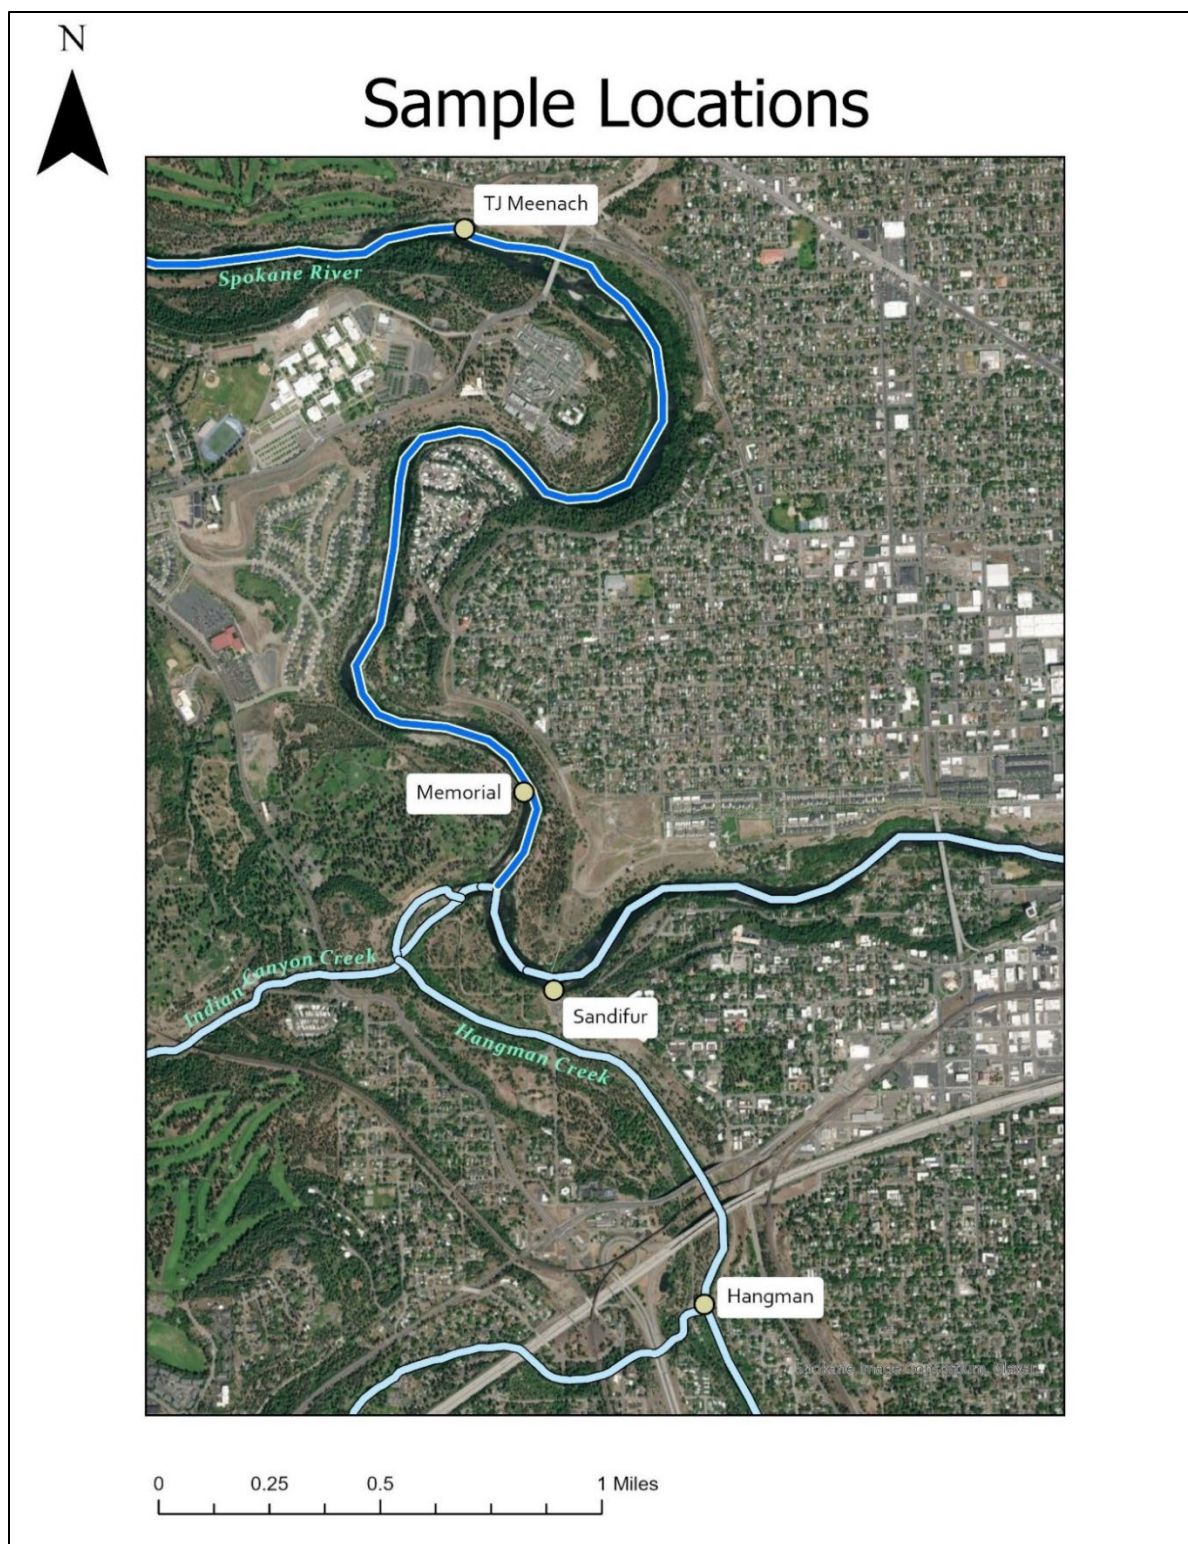 N
Sample Locations
TJ Meenach
Spokane River
Memorial
Indian Canyon Creek
Sandifur
Hangman Creek
Hangman
0 0.25 0.5 1 Miles